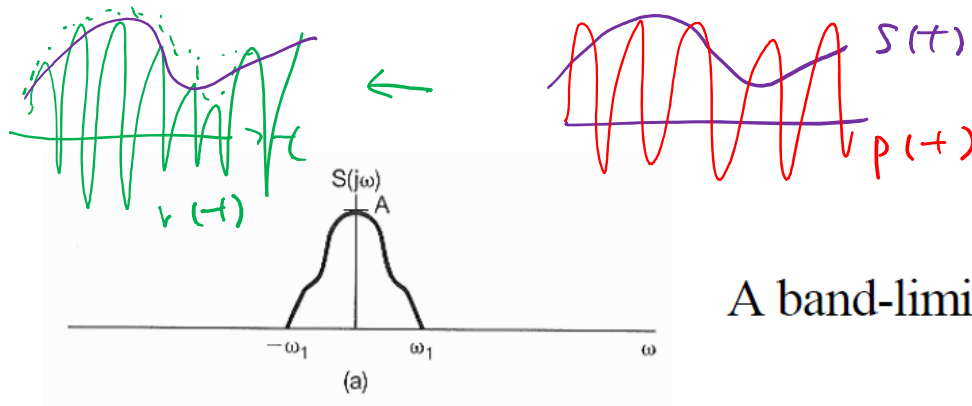 S(t)
p(t)
t
r(t)
S(jω)
A
A band-limi
-ω₁
ω₁
ω
(a)